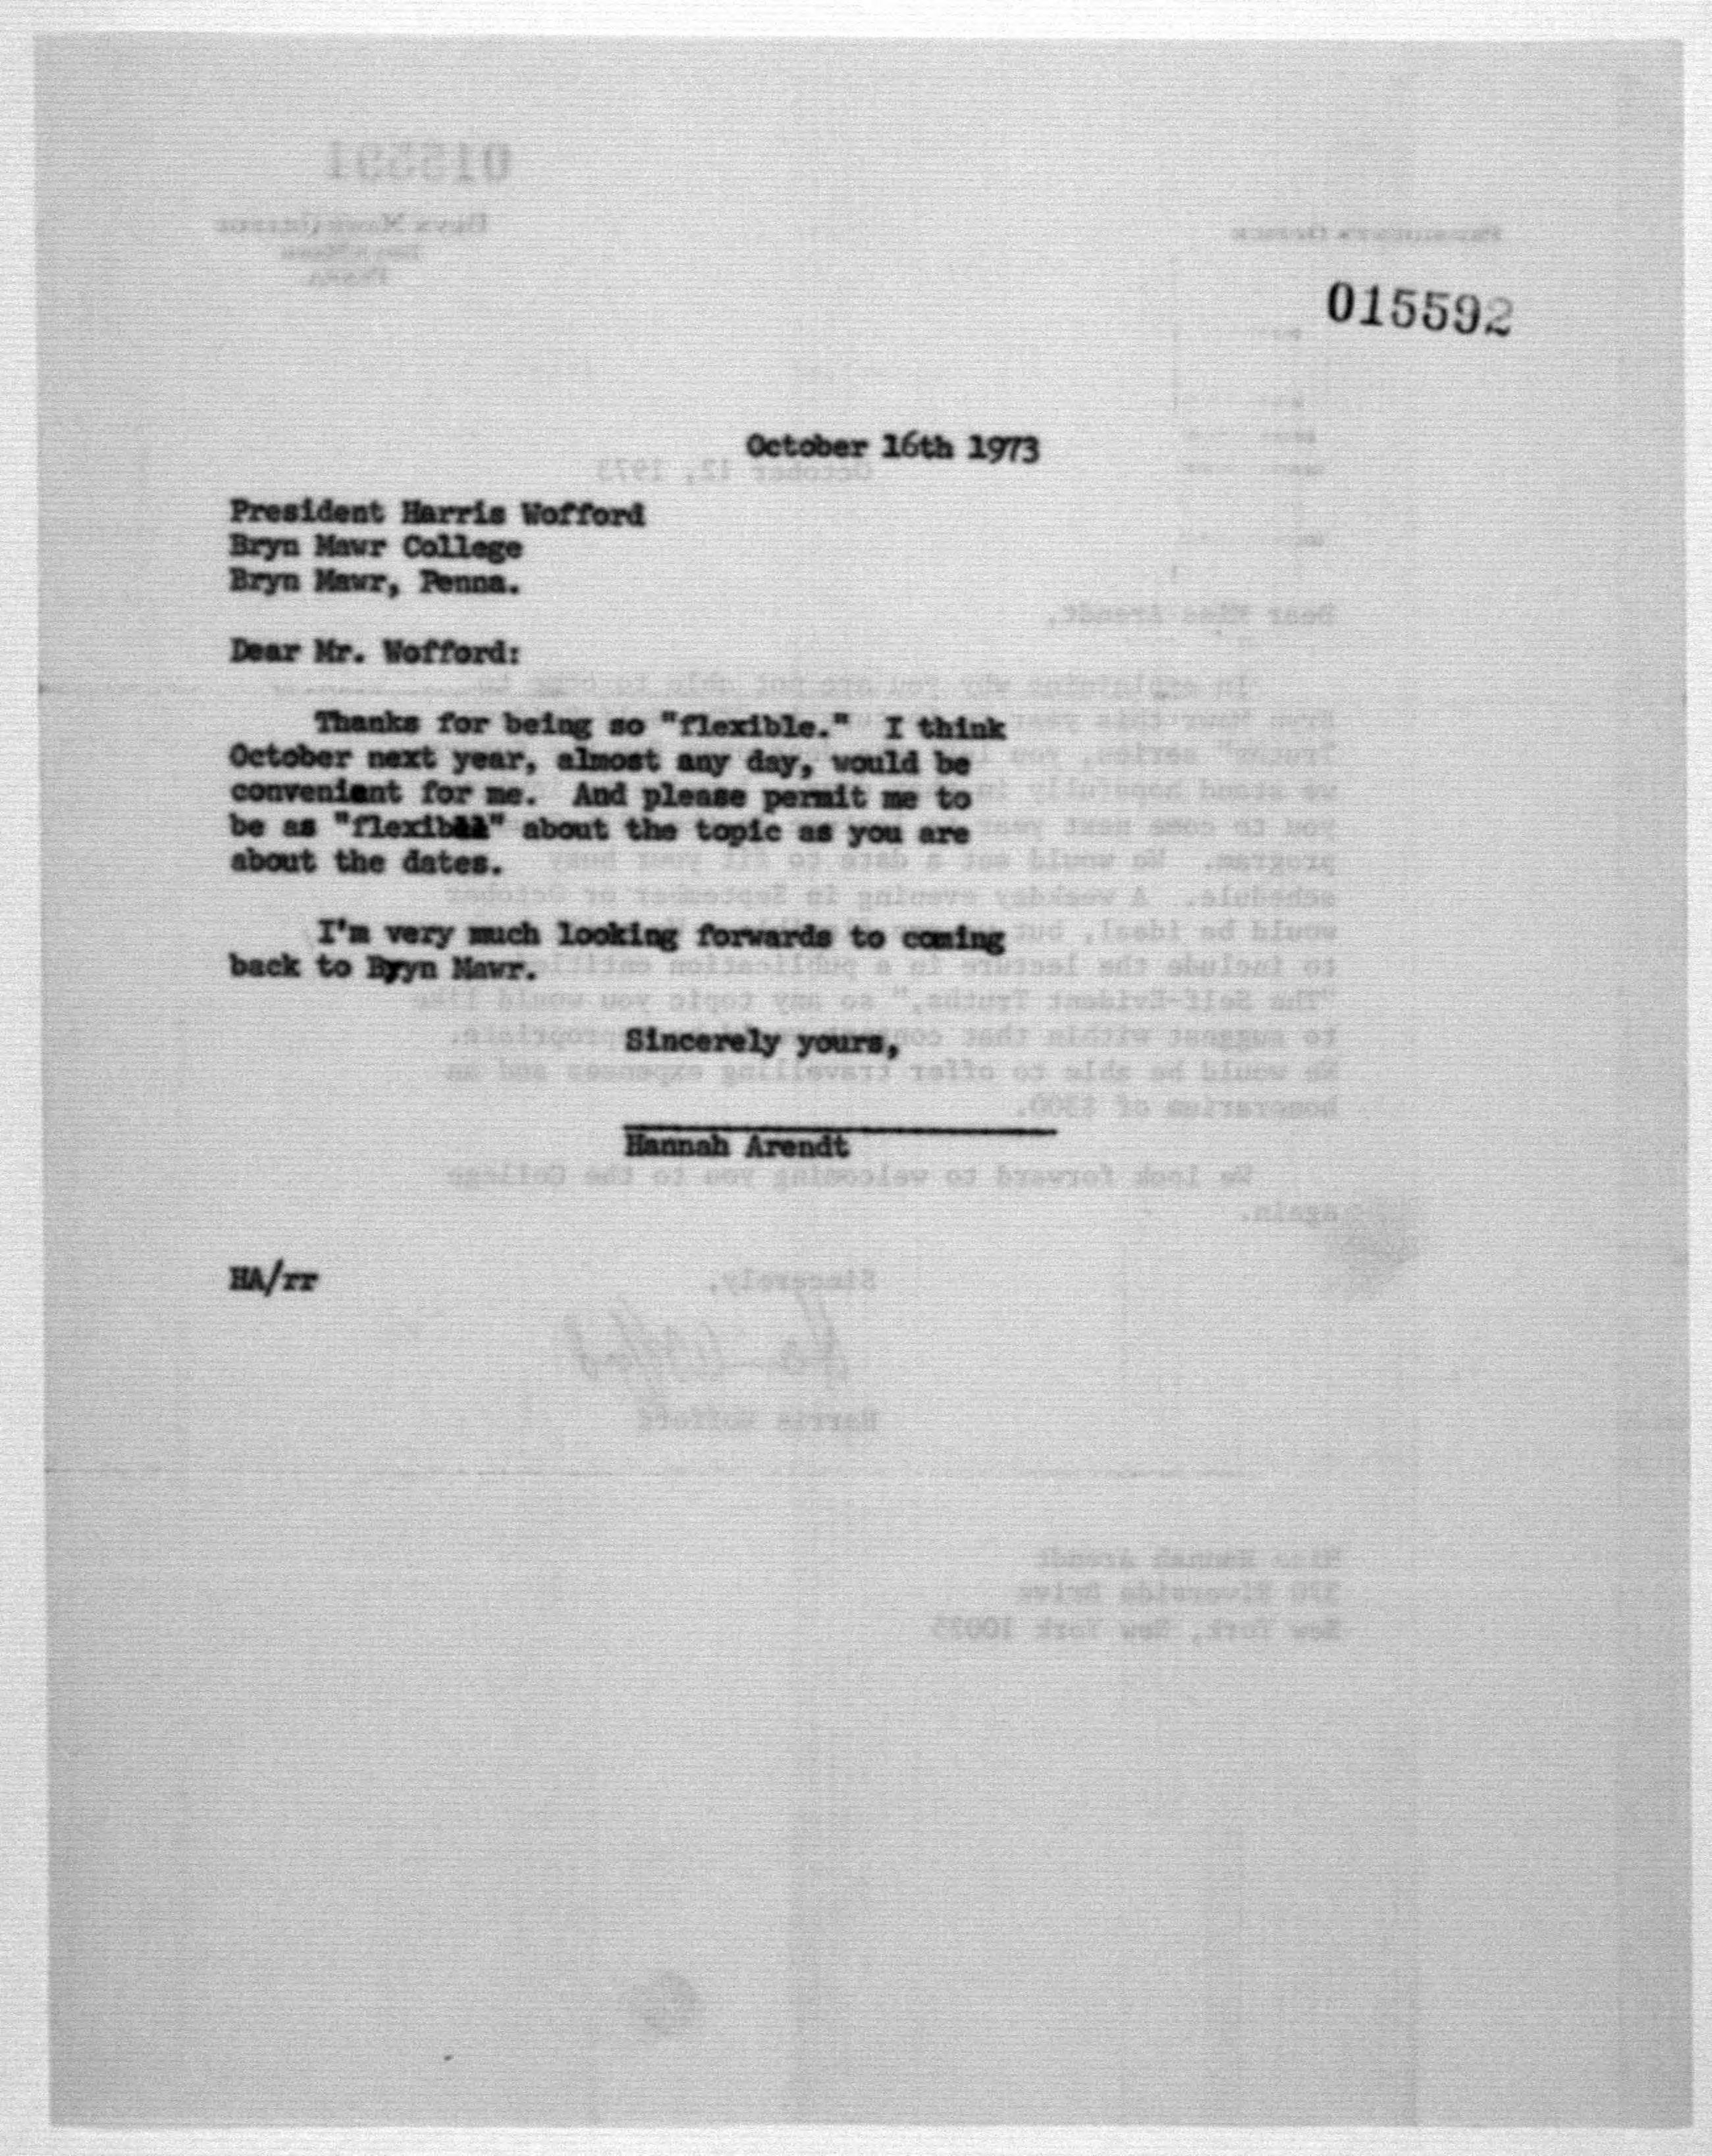 015592
October 16th 1973
President Harris Wofford
Bryn Mawr College
Bryn Mawr, Penna.
Dear Mr. Wofford:
Thanks for being so "flexible." I think
October next year, almost any day, would be
convenient for me. And please permit me to
be as "flexible" about the topic as you are
about the dates.
I'm very much looking forwards to coming
back to Bryn Mawr.
Sincerely yours,
Hannah Arendt
HA/rr